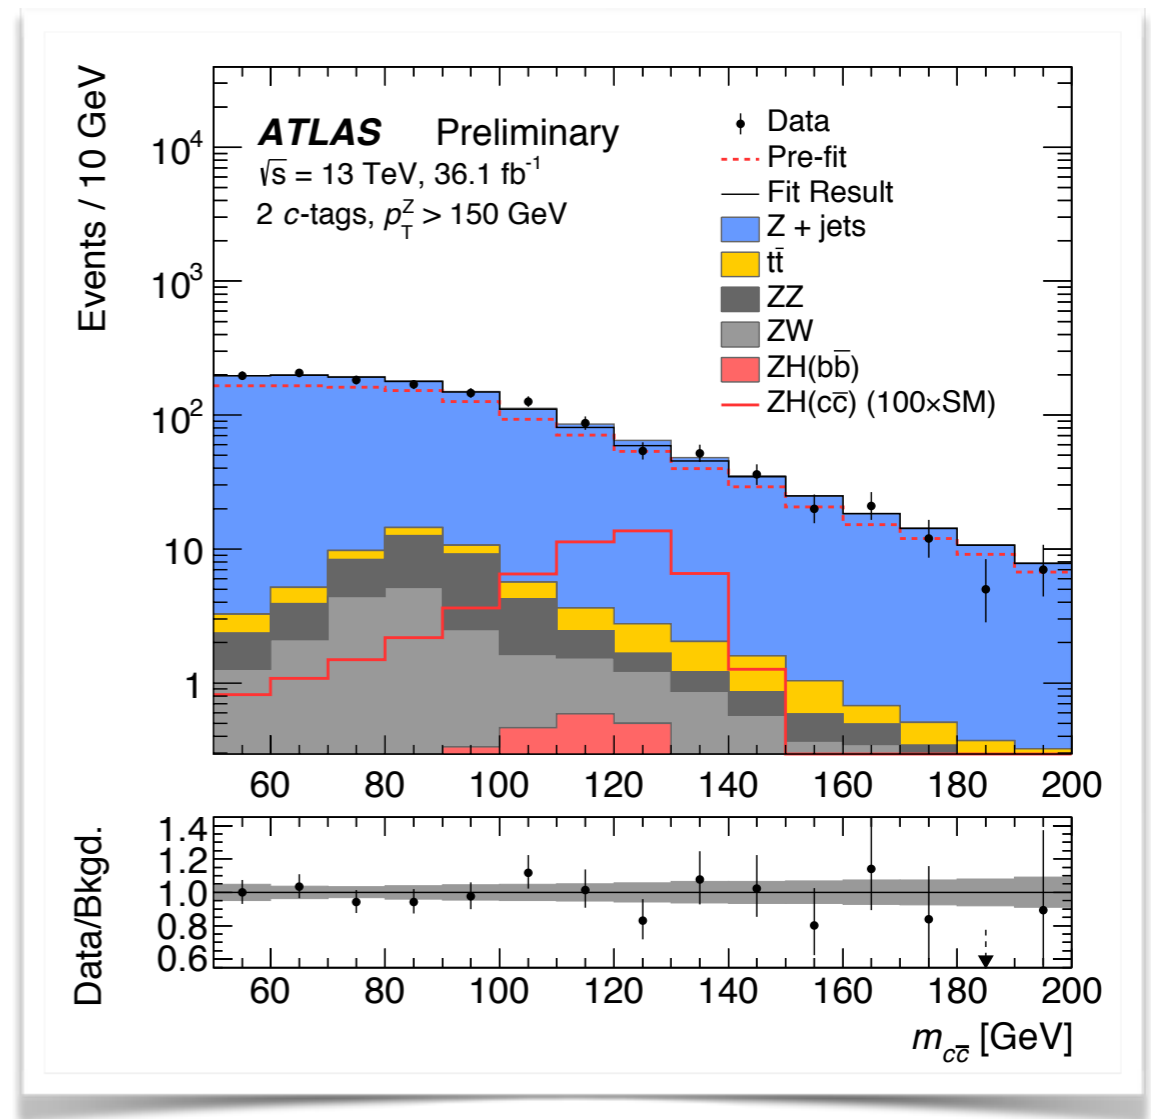 Events / 10 GeV
10⁴
10³
10²
10
1
ATLAS Preliminary
√s = 13 TeV, 36.1 fb⁻¹
2 c-tags, p_T^Z > 150 GeV
Data
Pre-fit
Fit Result
Z + jets
tt̄
ZZ
ZW
ZH(bb̄)
ZH(cc̄) (100×SM)
60 80 100 120 140 160 180 200
Data/Bkgd.
1.4
1.2
1.0
0.8
0.6
60 80 100 120 140 160 180 200
m_cc̄ [GeV]